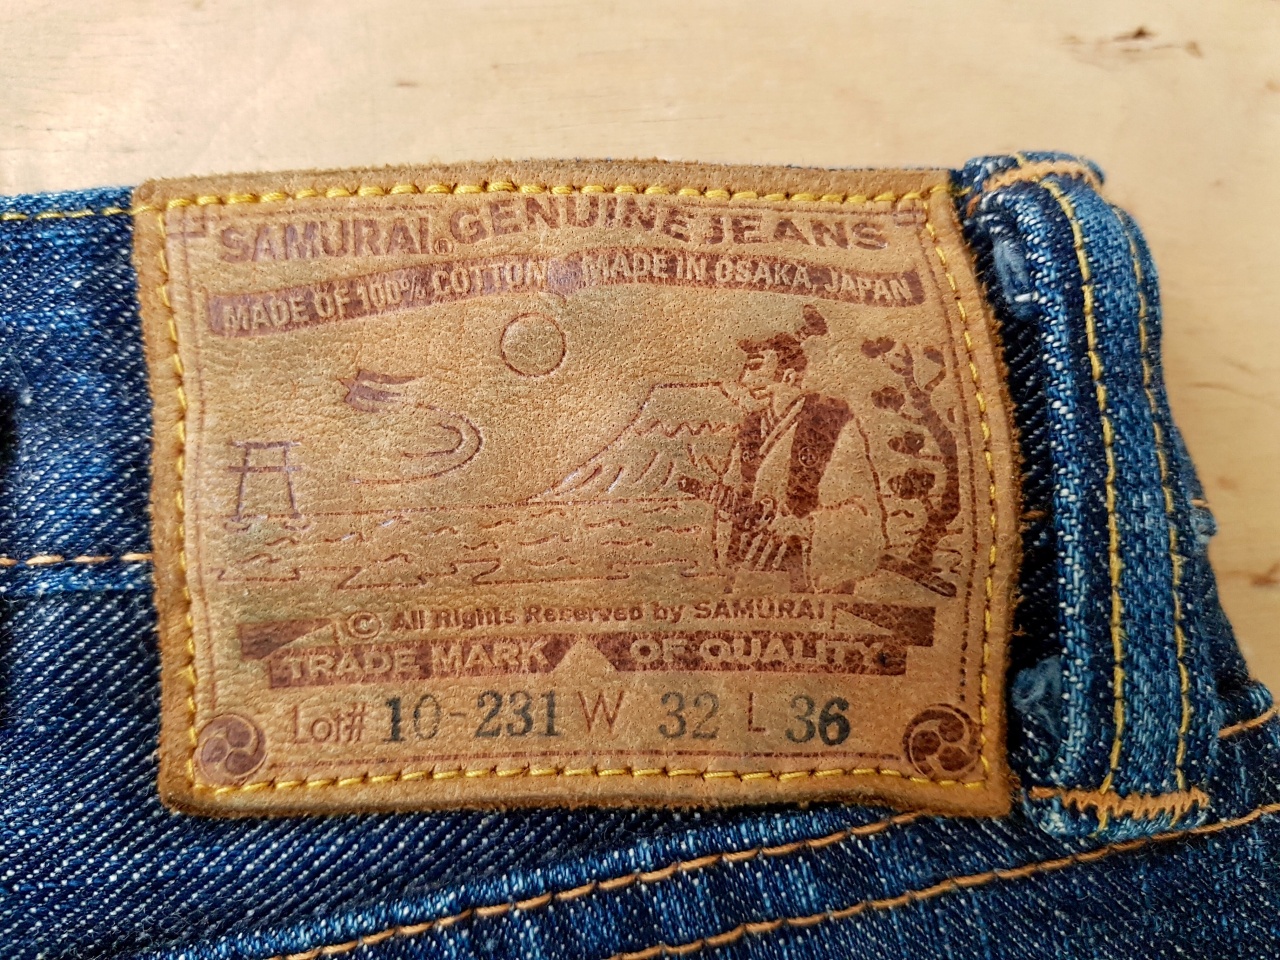 SAMURAI® GENUINE JEANS
MADE OF 100% COTTON MADE IN OSAKA, JAPAN
© All Rights Reserved by SAMURAI
TRADE MARK OF QUALITY
Lot# 10-231 W 32 L 36